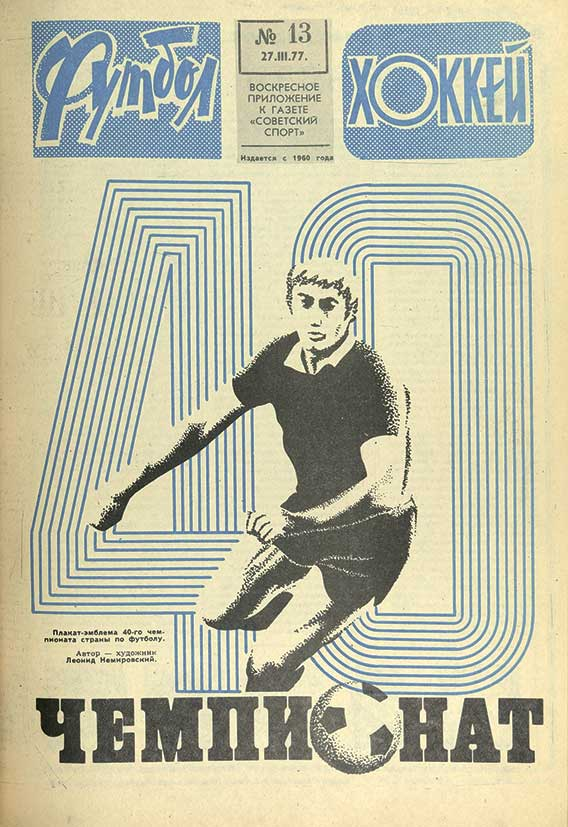 Футбол
№ 13
27.III.77.
ВОСКРЕСНОЕ
ПРИЛОЖЕНИЕ
К ГАЗЕТЕ
«СОВЕТСКИЙ
СПОРТ»
Издается с 1960 года
ХОККЕЙ
40
Плакат-эмблема 40-го чем-
пионата страны по футболу.
Автор — художник
Леонид Немировский.
ЧЕМПИОНАТ